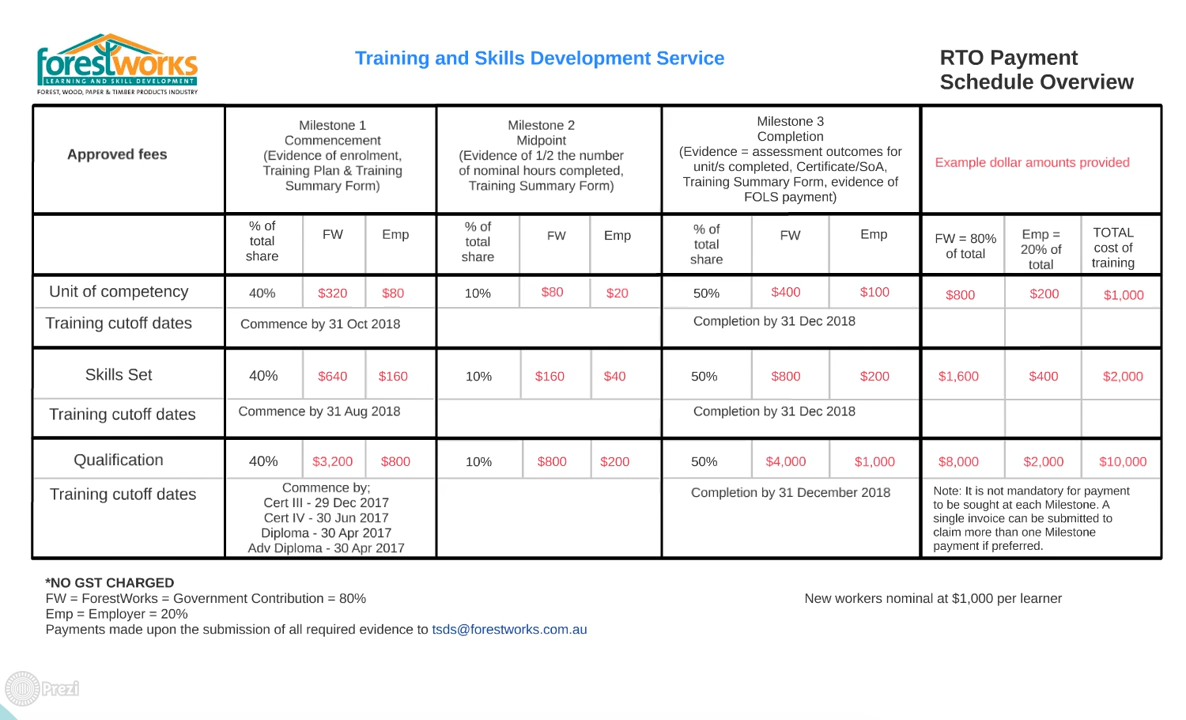 forestworks
LEARNING AND SKILL DEVELOPMENT
FOREST, WOOD, PAPER & TIMBER PRODUCTS INDUSTRY
Training and Skills Development Service
RTO Payment
Schedule Overview
Approved fees
Milestone 1
Commencement
(Evidence of enrolment,
Training Plan & Training
Summary Form)
Milestone 2
Midpoint
(Evidence of 1/2 the number
of nominal hours completed,
Training Summary Form)
Milestone 3
Completion
(Evidence = assessment outcomes for
unit/s completed, Certificate/SoA,
Training Summary Form, evidence of
FOLS payment)
Example dollar amounts provided
% of
total
share
FW
Emp
% of
total
share
FW
Emp
% of
total
share
FW
Emp
FW = 80%
of total
Emp =
20% of
total
TOTAL
cost of
training
Unit of competency 40% $320 $80 10% $80 $20 50% $400 $100 $800 $200 $1,000
Training cutoff dates Commence by 31 Oct 2018 Completion by 31 Dec 2018
Skills Set 40% $640 $160 10% $160 $40 50% $800 $200 $1,600 $400 $2,000
Training cutoff dates Commence by 31 Aug 2018 Completion by 31 Dec 2018
Qualification 40% $3,200 $800 10% $800 $200 50% $4,000 $1,000 $8,000 $2,000 $10,000
Training cutoff dates
Commence by;
Cert III - 29 Dec 2017
Cert IV - 30 Jun 2017
Diploma - 30 Apr 2017
Adv Diploma - 30 Apr 2017
Completion by 31 December 2018
Note: It is not mandatory for payment
to be sought at each Milestone. A
single invoice can be submitted to
claim more than one Milestone
payment if preferred.
*NO GST CHARGED
FW = ForestWorks = Government Contribution = 80%
Emp = Employer = 20%
Payments made upon the submission of all required evidence to tsds@forestworks.com.au
New workers nominal at $1,000 per learner
Prezi